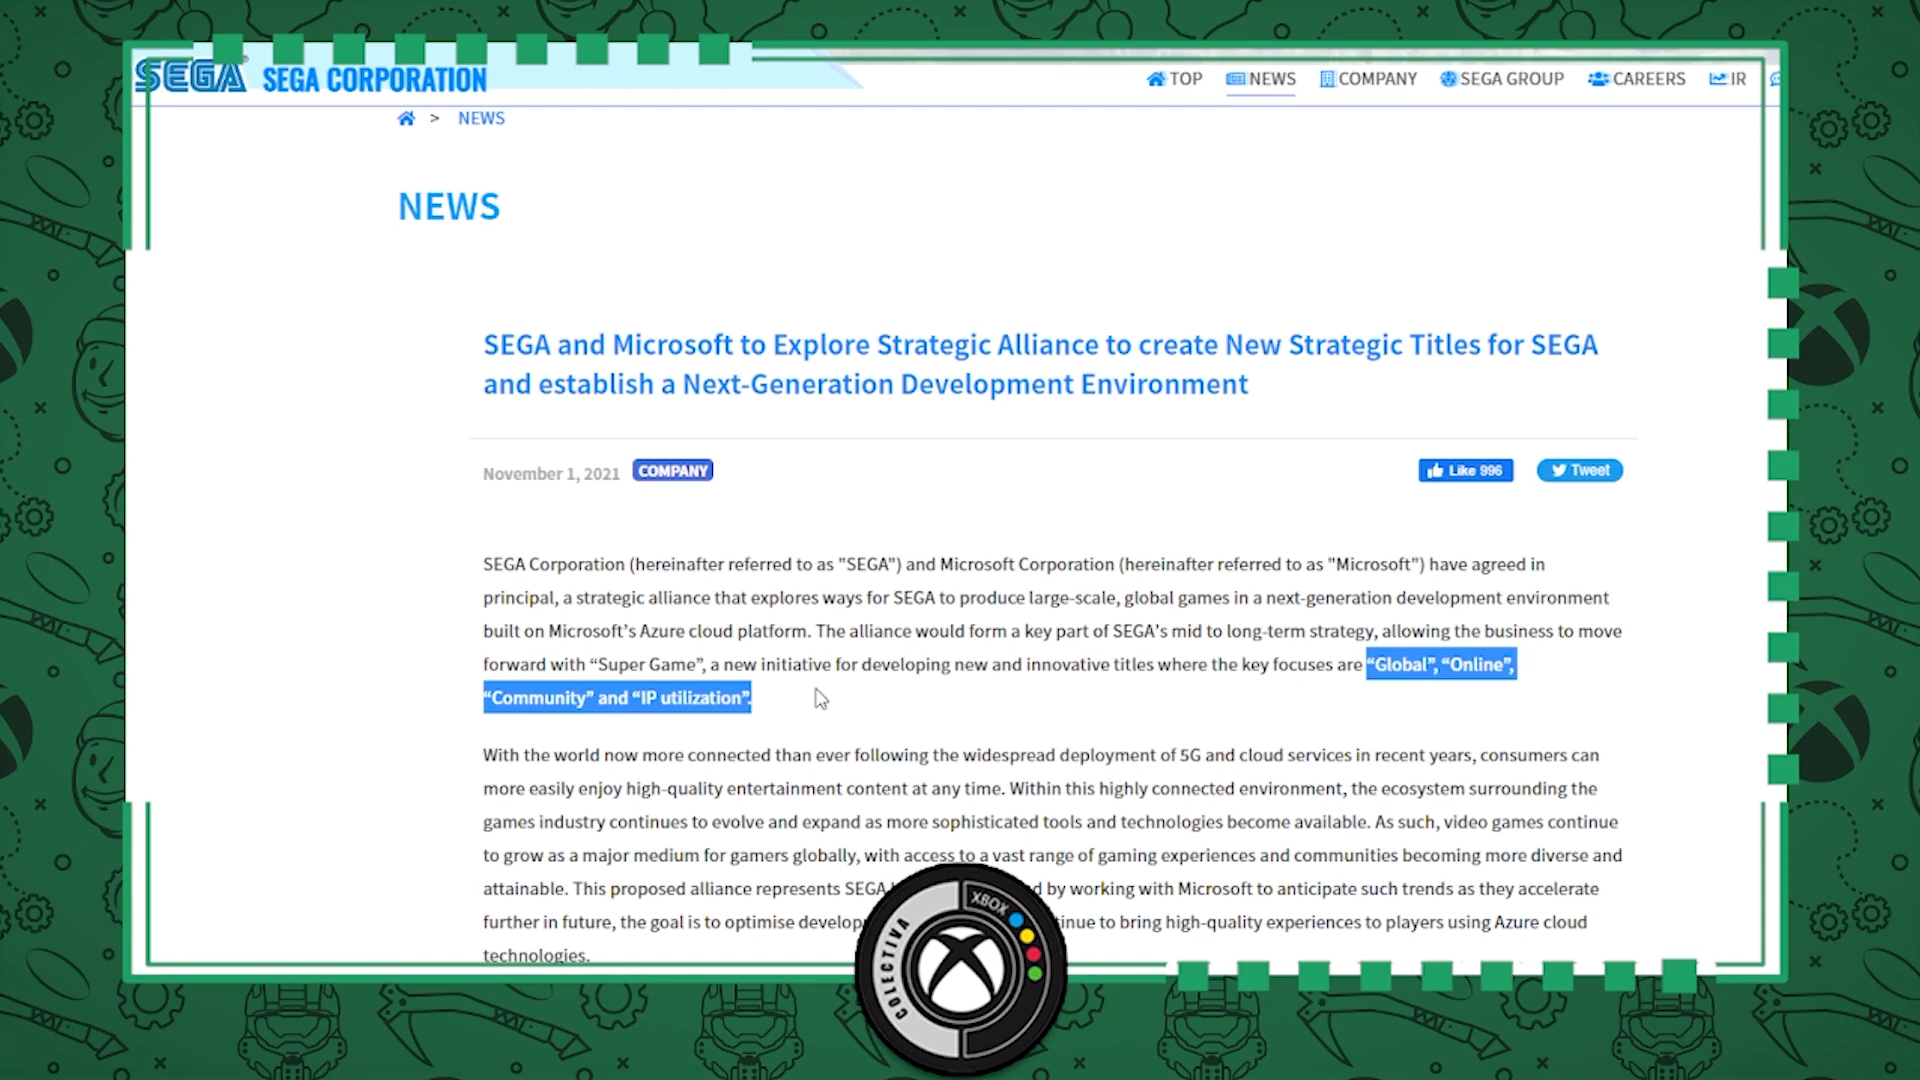 SEGA SEGA CORPORATION
TOP NEWS COMPANY SEGA GROUP CAREERS IR
> NEWS
NEWS
SEGA and Microsoft to Explore Strategic Alliance to create New Strategic Titles for SEGA
and establish a Next-Generation Development Environment
November 1, 2021 COMPANY Like 996 Tweet
SEGA Corporation (hereinafter referred to as "SEGA") and Microsoft Corporation (hereinafter referred to as "Microsoft") have agreed in
principal, a strategic alliance that explores ways for SEGA to produce large-scale, global games in a next-generation development environment
built on Microsoft’s Azure cloud platform. The alliance would form a key part of SEGA’s mid to long-term strategy, allowing the business to move
forward with “Super Game”, a new initiative for developing new and innovative titles where the key focuses are “Global”, “Online”,
“Community” and “IP utilization”.
With the world now more connected than ever following the widespread deployment of 5G and cloud services in recent years, consumers can
more easily enjoy high-quality entertainment content at any time. Within this highly connected environment, the ecosystem surrounding the
games industry continues to evolve and expand as more sophisticated tools and technologies become available. As such, video games continue
to grow as a major medium for gamers globally, with access to a vast range of gaming experiences and communities becoming more diverse and
attainable. This proposed alliance represents SEGA by working with Microsoft to anticipate such trends as they accelerate
further in future, the goal is to optimise to bring high-quality experiences to players using Azure cloud
technologies.
COLECTIVA XBOX